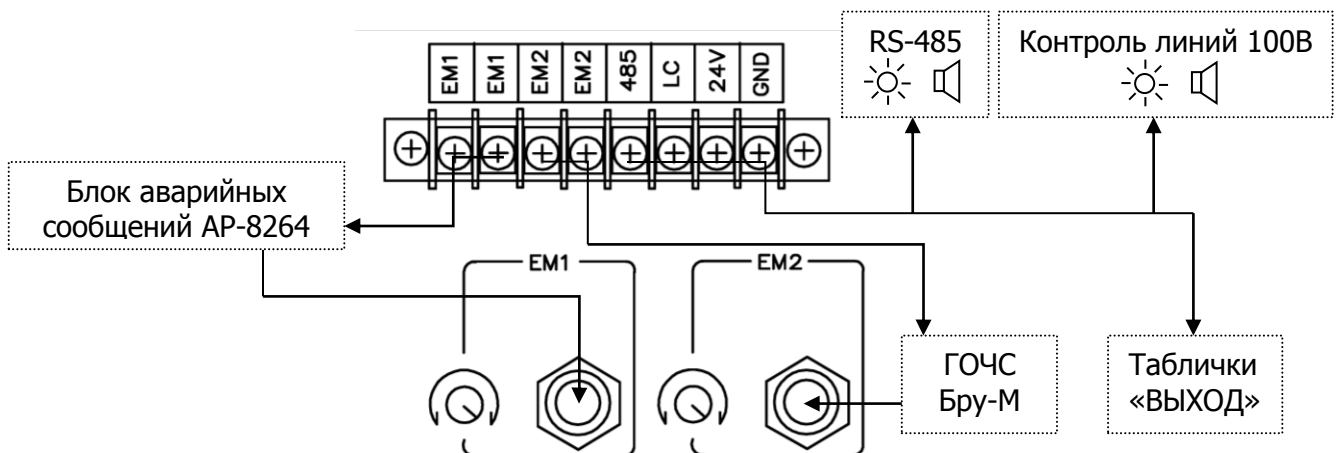 RS-485
Контроль линий 100В
EM1
EM1
EM2
EM2
485
LC
24V
GND
Блок аварийных
сообщений АР-8264
EM1
EM2
ГОЧС
Бру-М
Таблички
«ВЫХОД»